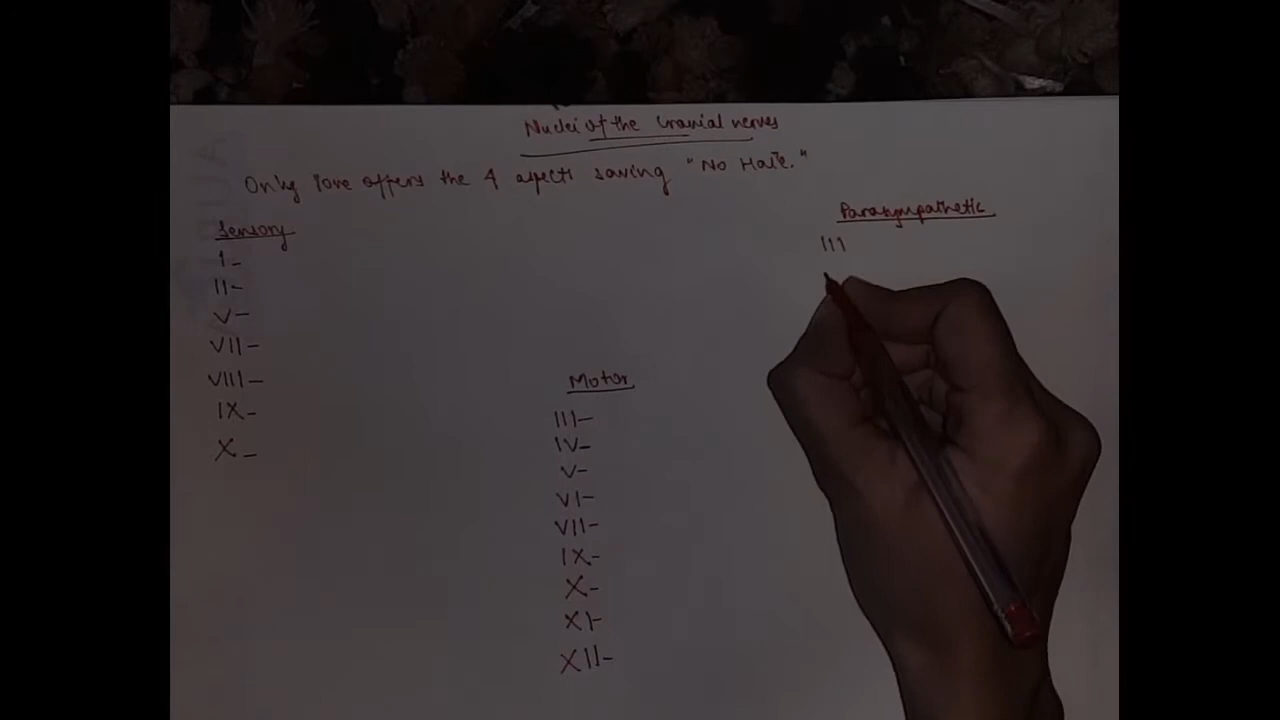 Nuclei of the Cranial nerves
Only love offers the 4 aspects saving "No Hate."
Sensory
I-
II-
V-
VII-
VIII-
IX-
X-
Motor
III-
IV-
V-
VI-
VII-
IX-
X-
XI-
XII-
Parasympathetic
III